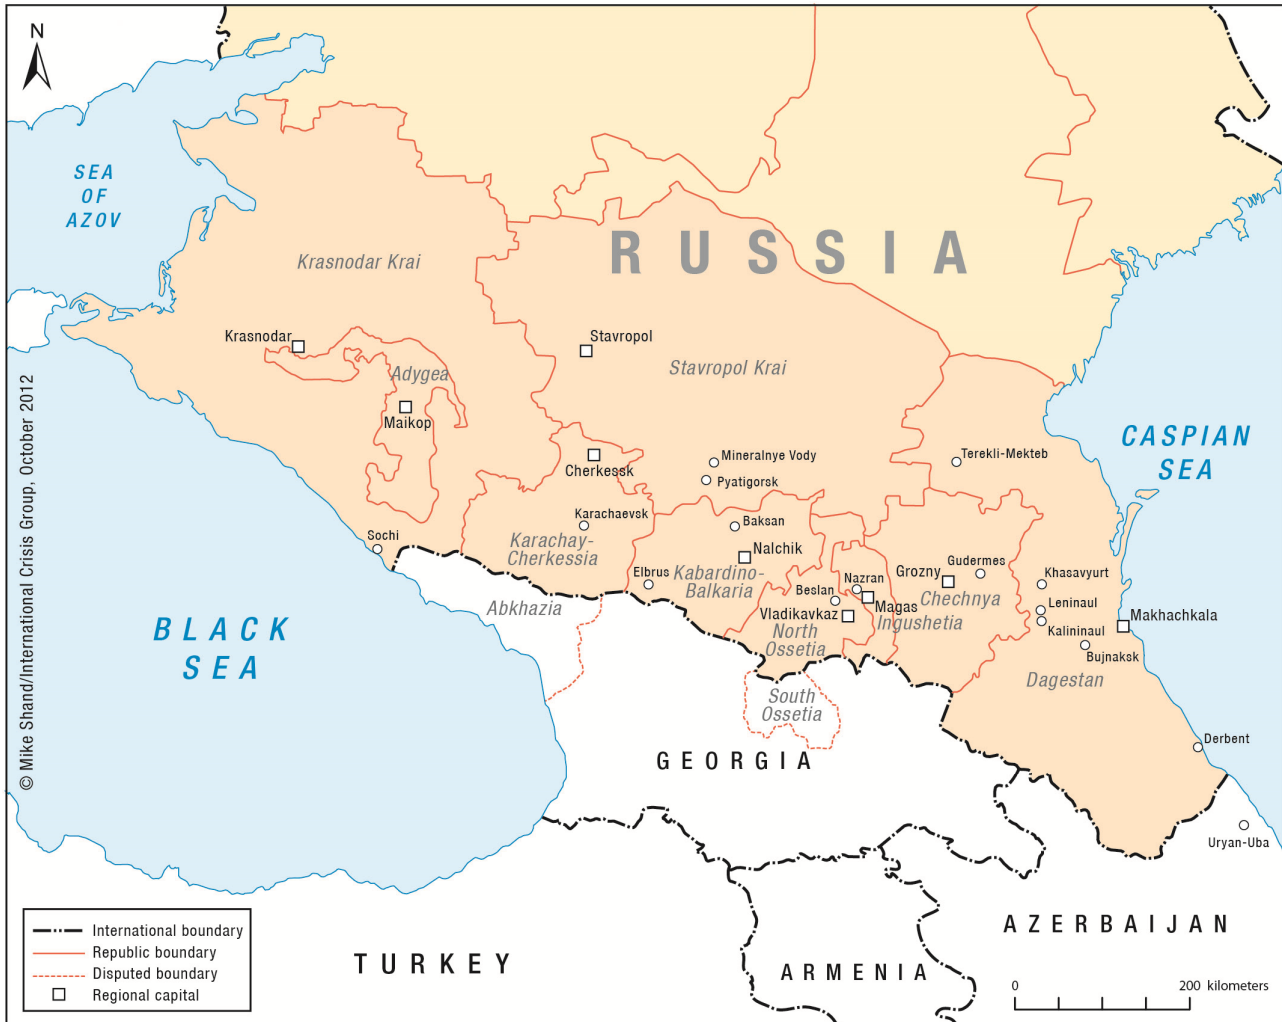 N
SEA
OF
AZOV
Krasnodar Krai
RUSSIA
Krasnodar
Stavropol
Adygea
Stavropol Krai
Maikop
CASPIAN
SEA
Cherkessk
Mineralnye Vody
Terekli-Mekteb
Pyatigorsk
Karachaevsk
Baksan
Sochi
Karachay-
Cherkessia
Nalchik
Gudermes
Elbrus
Kabardino-
Balkaria
Nazran
Grozny
Khasavyurt
Beslan
Magas
Chechnya
Leninaul
Abkhazia
Vladikavkaz
Ingushetia
Makhachkala
BLACK
SEA
North
Ossetia
Kalininaul
Bujnaksk
Dagestan
South
Ossetia
Derbent
GEORGIA
Uryan-Uba
AZERBAIJAN
TURKEY
ARMENIA
International boundary
Republic boundary
Disputed boundary
Regional capital
0 200 kilometers
© Mike Shand/International Crisis Group, October 2012